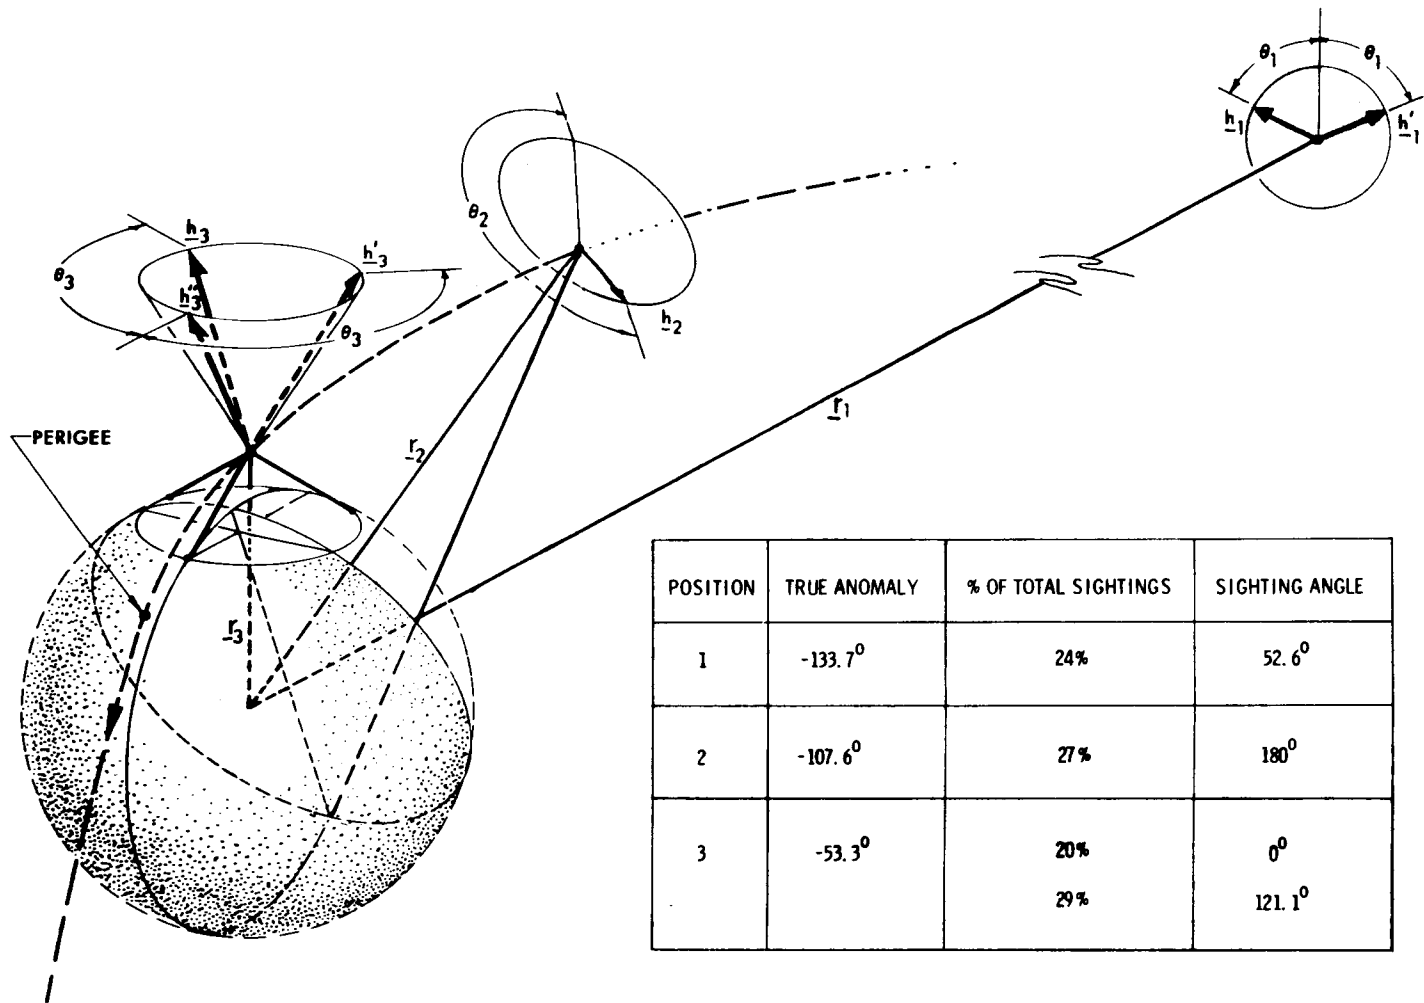 θ1
θ1
h1
h'1
θ2
h2
h3
h'3
h''3
θ3
θ3
PERIGEE
r1
r2
r3
POSITION TRUE ANOMALY % OF TOTAL SIGHTINGS SIGHTING ANGLE
1 -133.7° 24% 52.6°
2 -107.6° 27% 180°
3 -53.3° 20% 0°
29% 121.1°